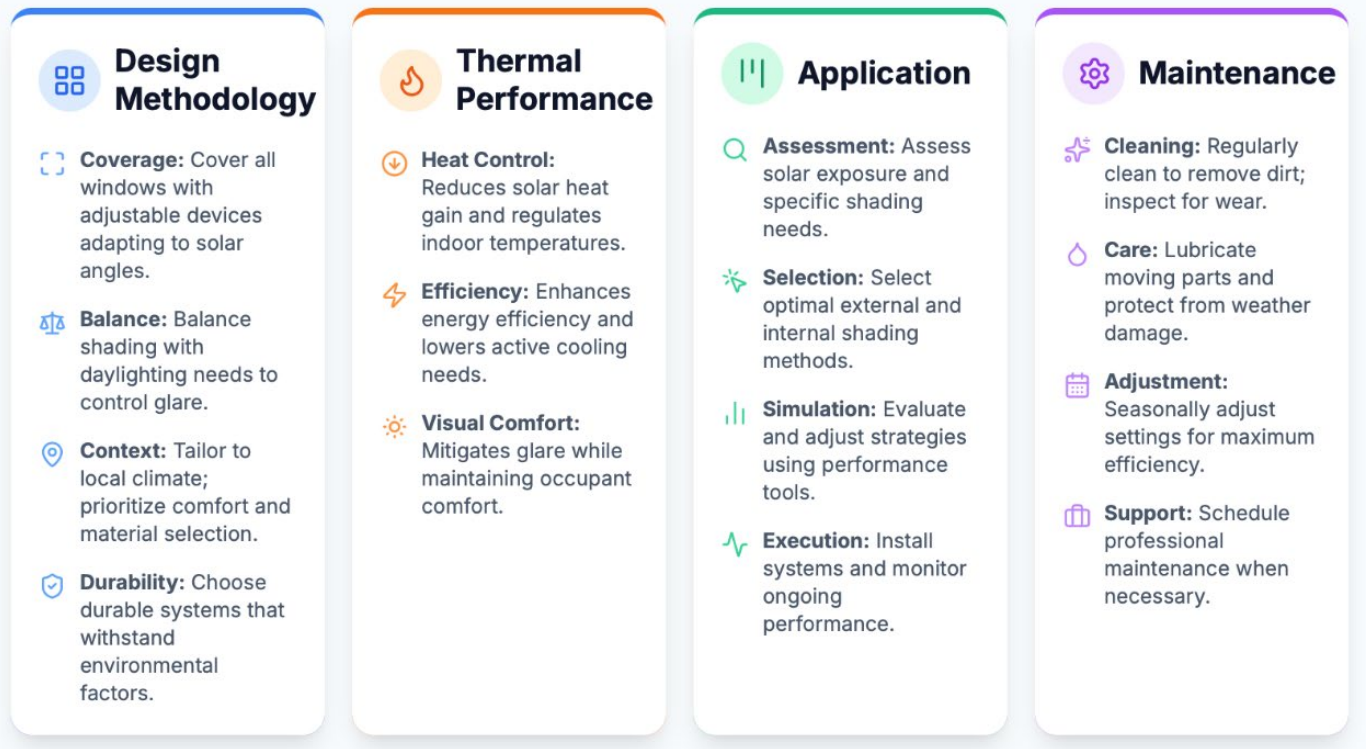 Design
Methodology
Coverage: Cover all
windows with
adjustable devices
adapting to solar
angles.
Balance: Balance
shading with
daylighting needs to
control glare.
Context: Tailor to
local climate;
prioritize comfort and
material selection.
Durability: Choose
durable systems that
withstand
environmental
factors.
Thermal
Performance
Heat Control:
Reduces solar heat
gain and regulates
indoor temperatures.
Efficiency: Enhances
energy efficiency and
lowers active cooling
needs.
Visual Comfort:
Mitigates glare while
maintaining occupant
comfort.
Application
Assessment: Assess
solar exposure and
specific shading
needs.
Selection: Select
optimal external and
internal shading
methods.
Simulation: Evaluate
and adjust strategies
using performance
tools.
Execution: Install
systems and monitor
ongoing
performance.
Maintenance
Cleaning: Regularly
clean to remove dirt;
inspect for wear.
Care: Lubricate
moving parts and
protect from weather
damage.
Adjustment:
Seasonally adjust
settings for maximum
efficiency.
Support: Schedule
professional
maintenance when
necessary.